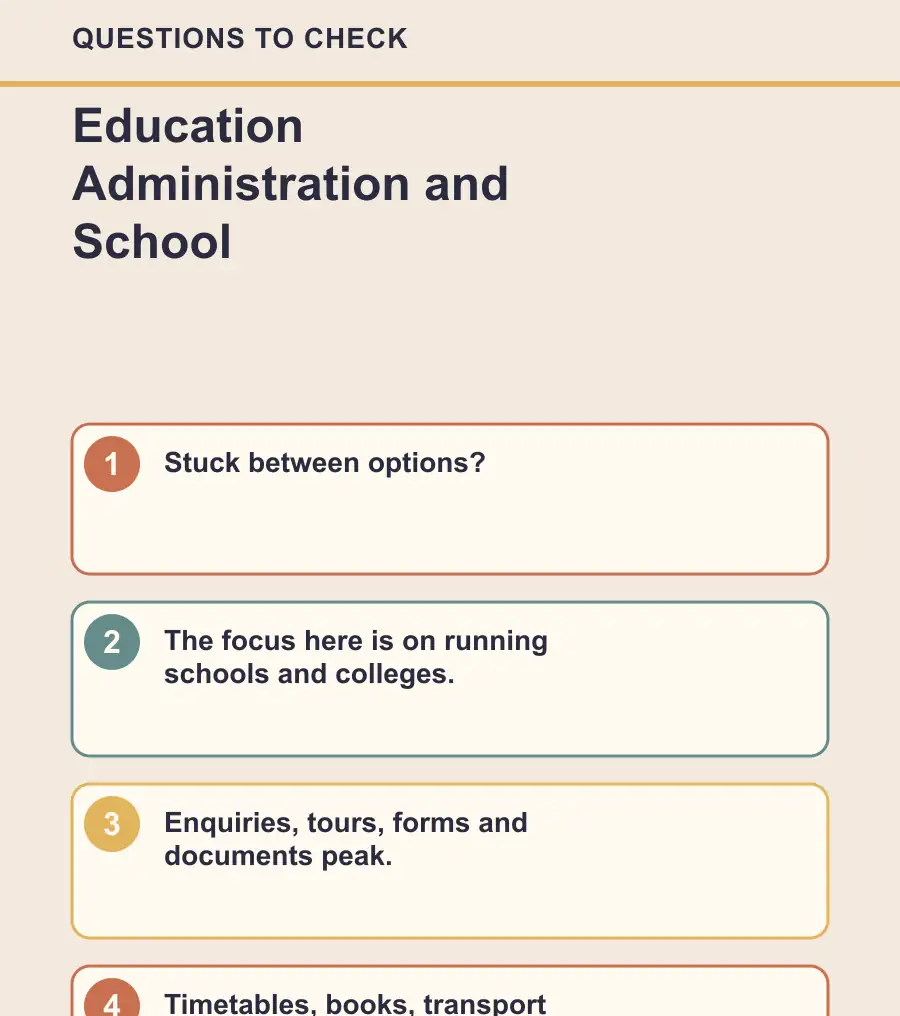 QUESTIONS TO CHECK
Education
Administration and
School
1
Stuck between options?
2
The focus here is on running
schools and colleges.
3
Enquiries, tours, forms and
documents peak.
4
Timetables, books, transport